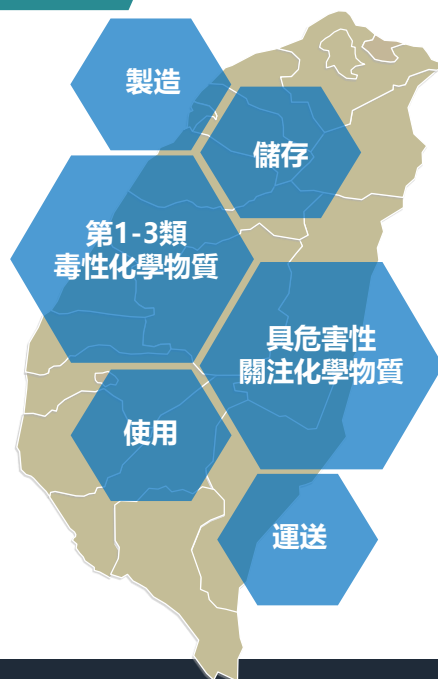 製造
儲存
第1-3類
毒性化學物質
具危害性
關注化學物質
使用
運送